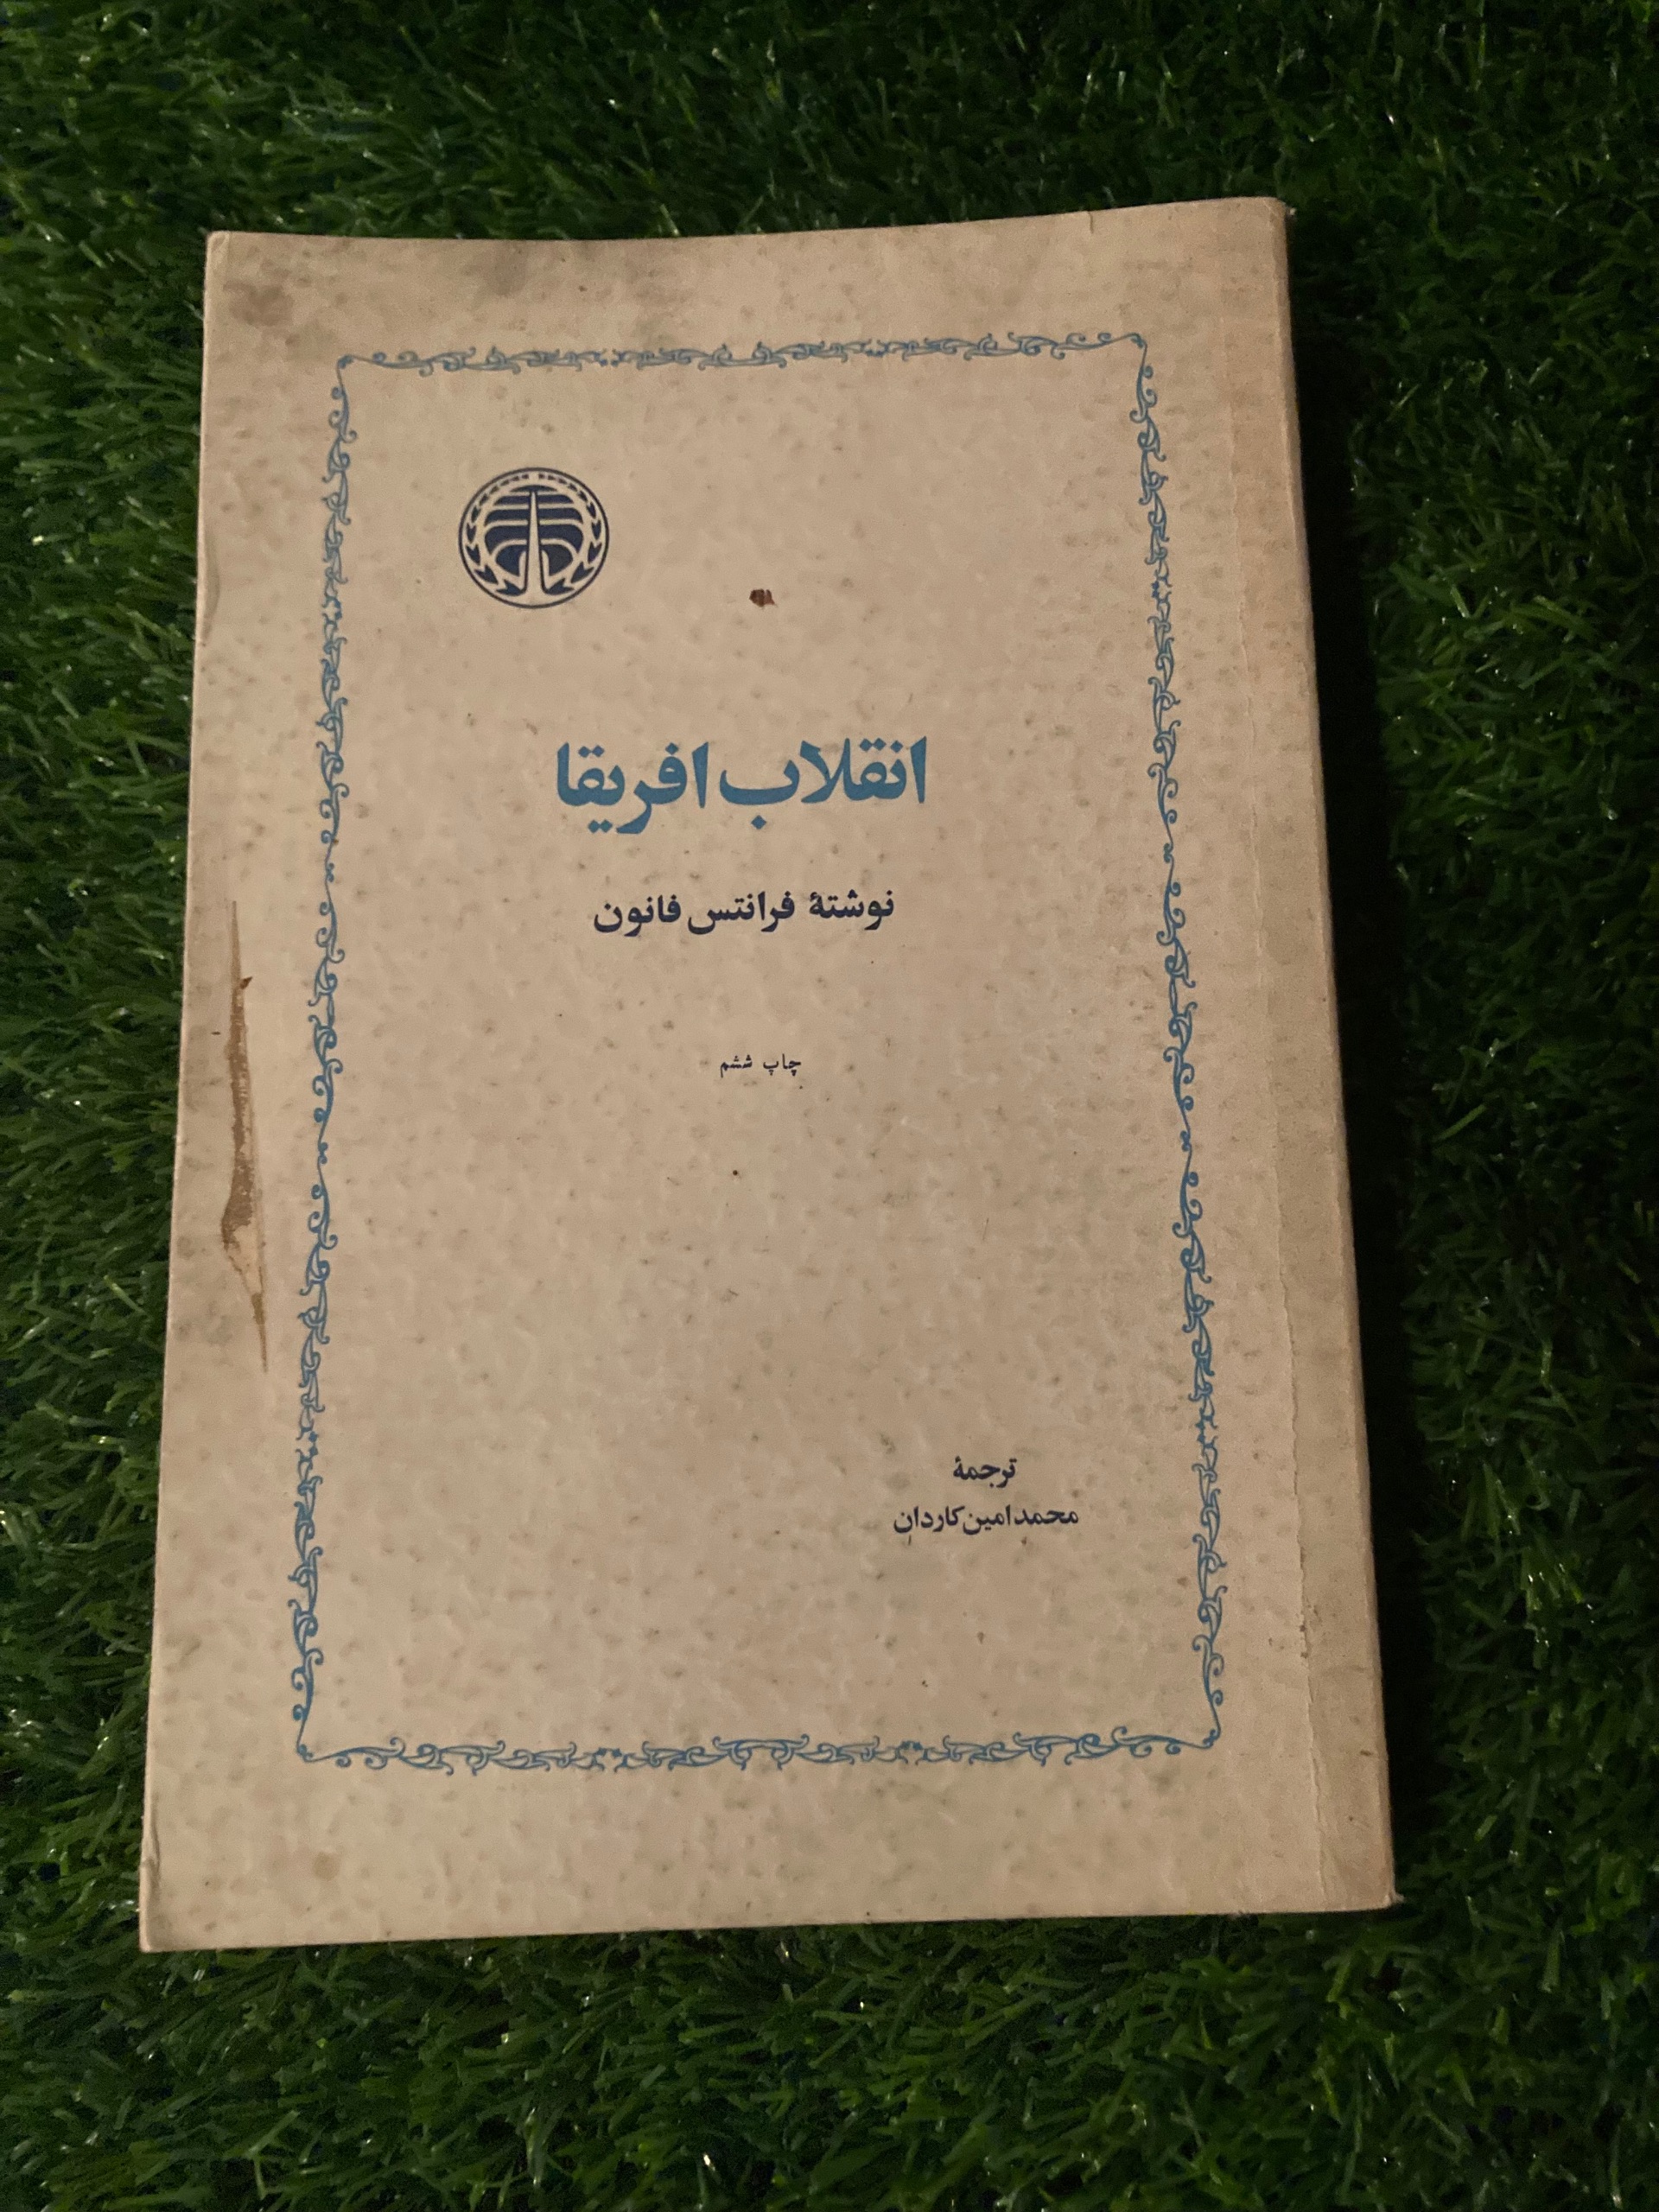 انقلاب افریقا
نوشتهٔ فرانتس فانون
چاپ ششم
ترجمهٔ
محمدامین کاردان